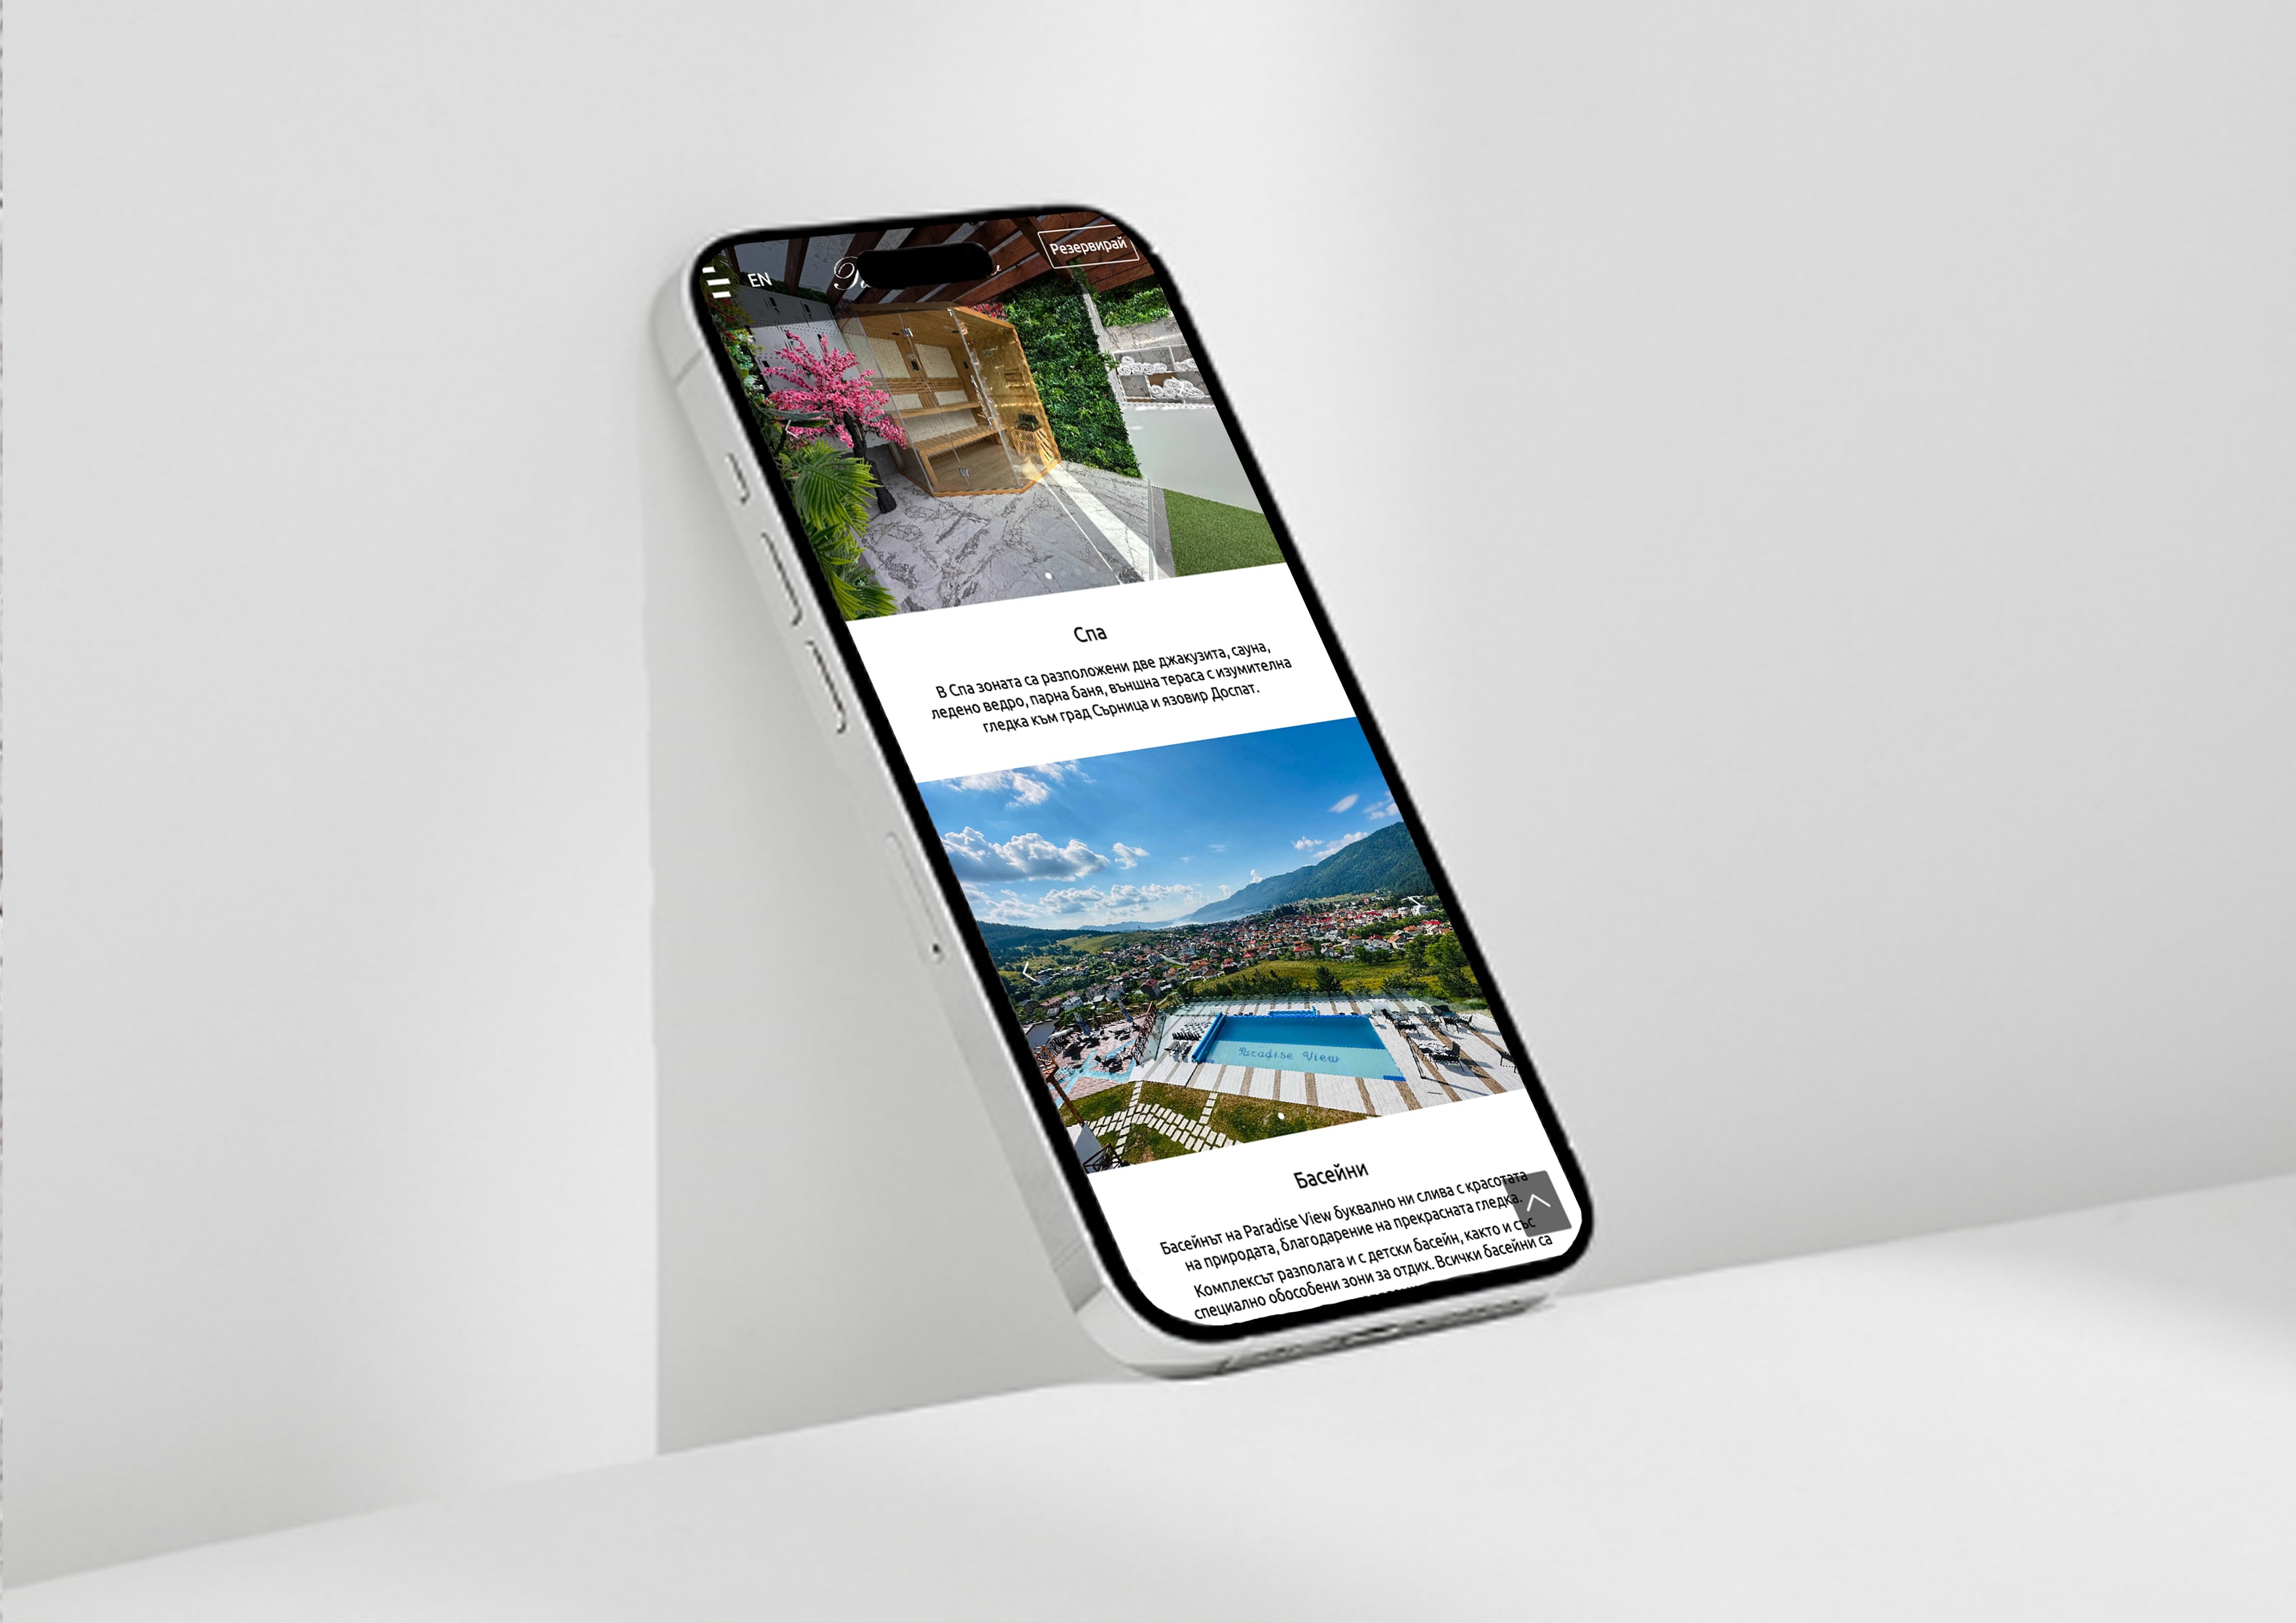 EN
Резервирай
Спа
В Спа зоната са разположени две джакузита, сауна,
ледено ведро, парна баня, външна тераса с изумителна
гледка към град Сърница и язовир Доспат.
Paradise View
Басейни
Басейнът на Paradise View буквално ни слива с красотата
на природата, благодарение на прекрасната гледка.
Комплексът разполага и с детски басейн, както и със
специално обособени зони за отдих. Всички басейни са